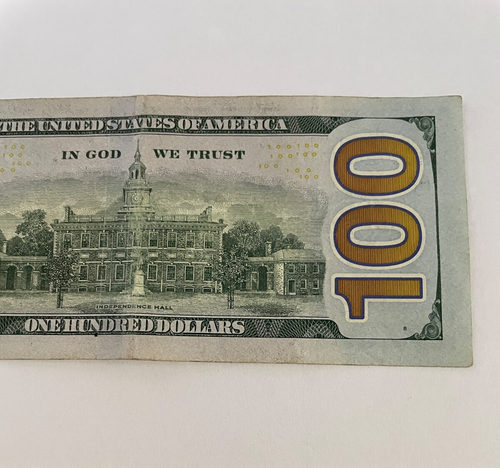 THE UNITED STATES OF AMERICA
IN GOD WE TRUST
100
INDEPENDENCE HALL
ONE HUNDRED DOLLARS